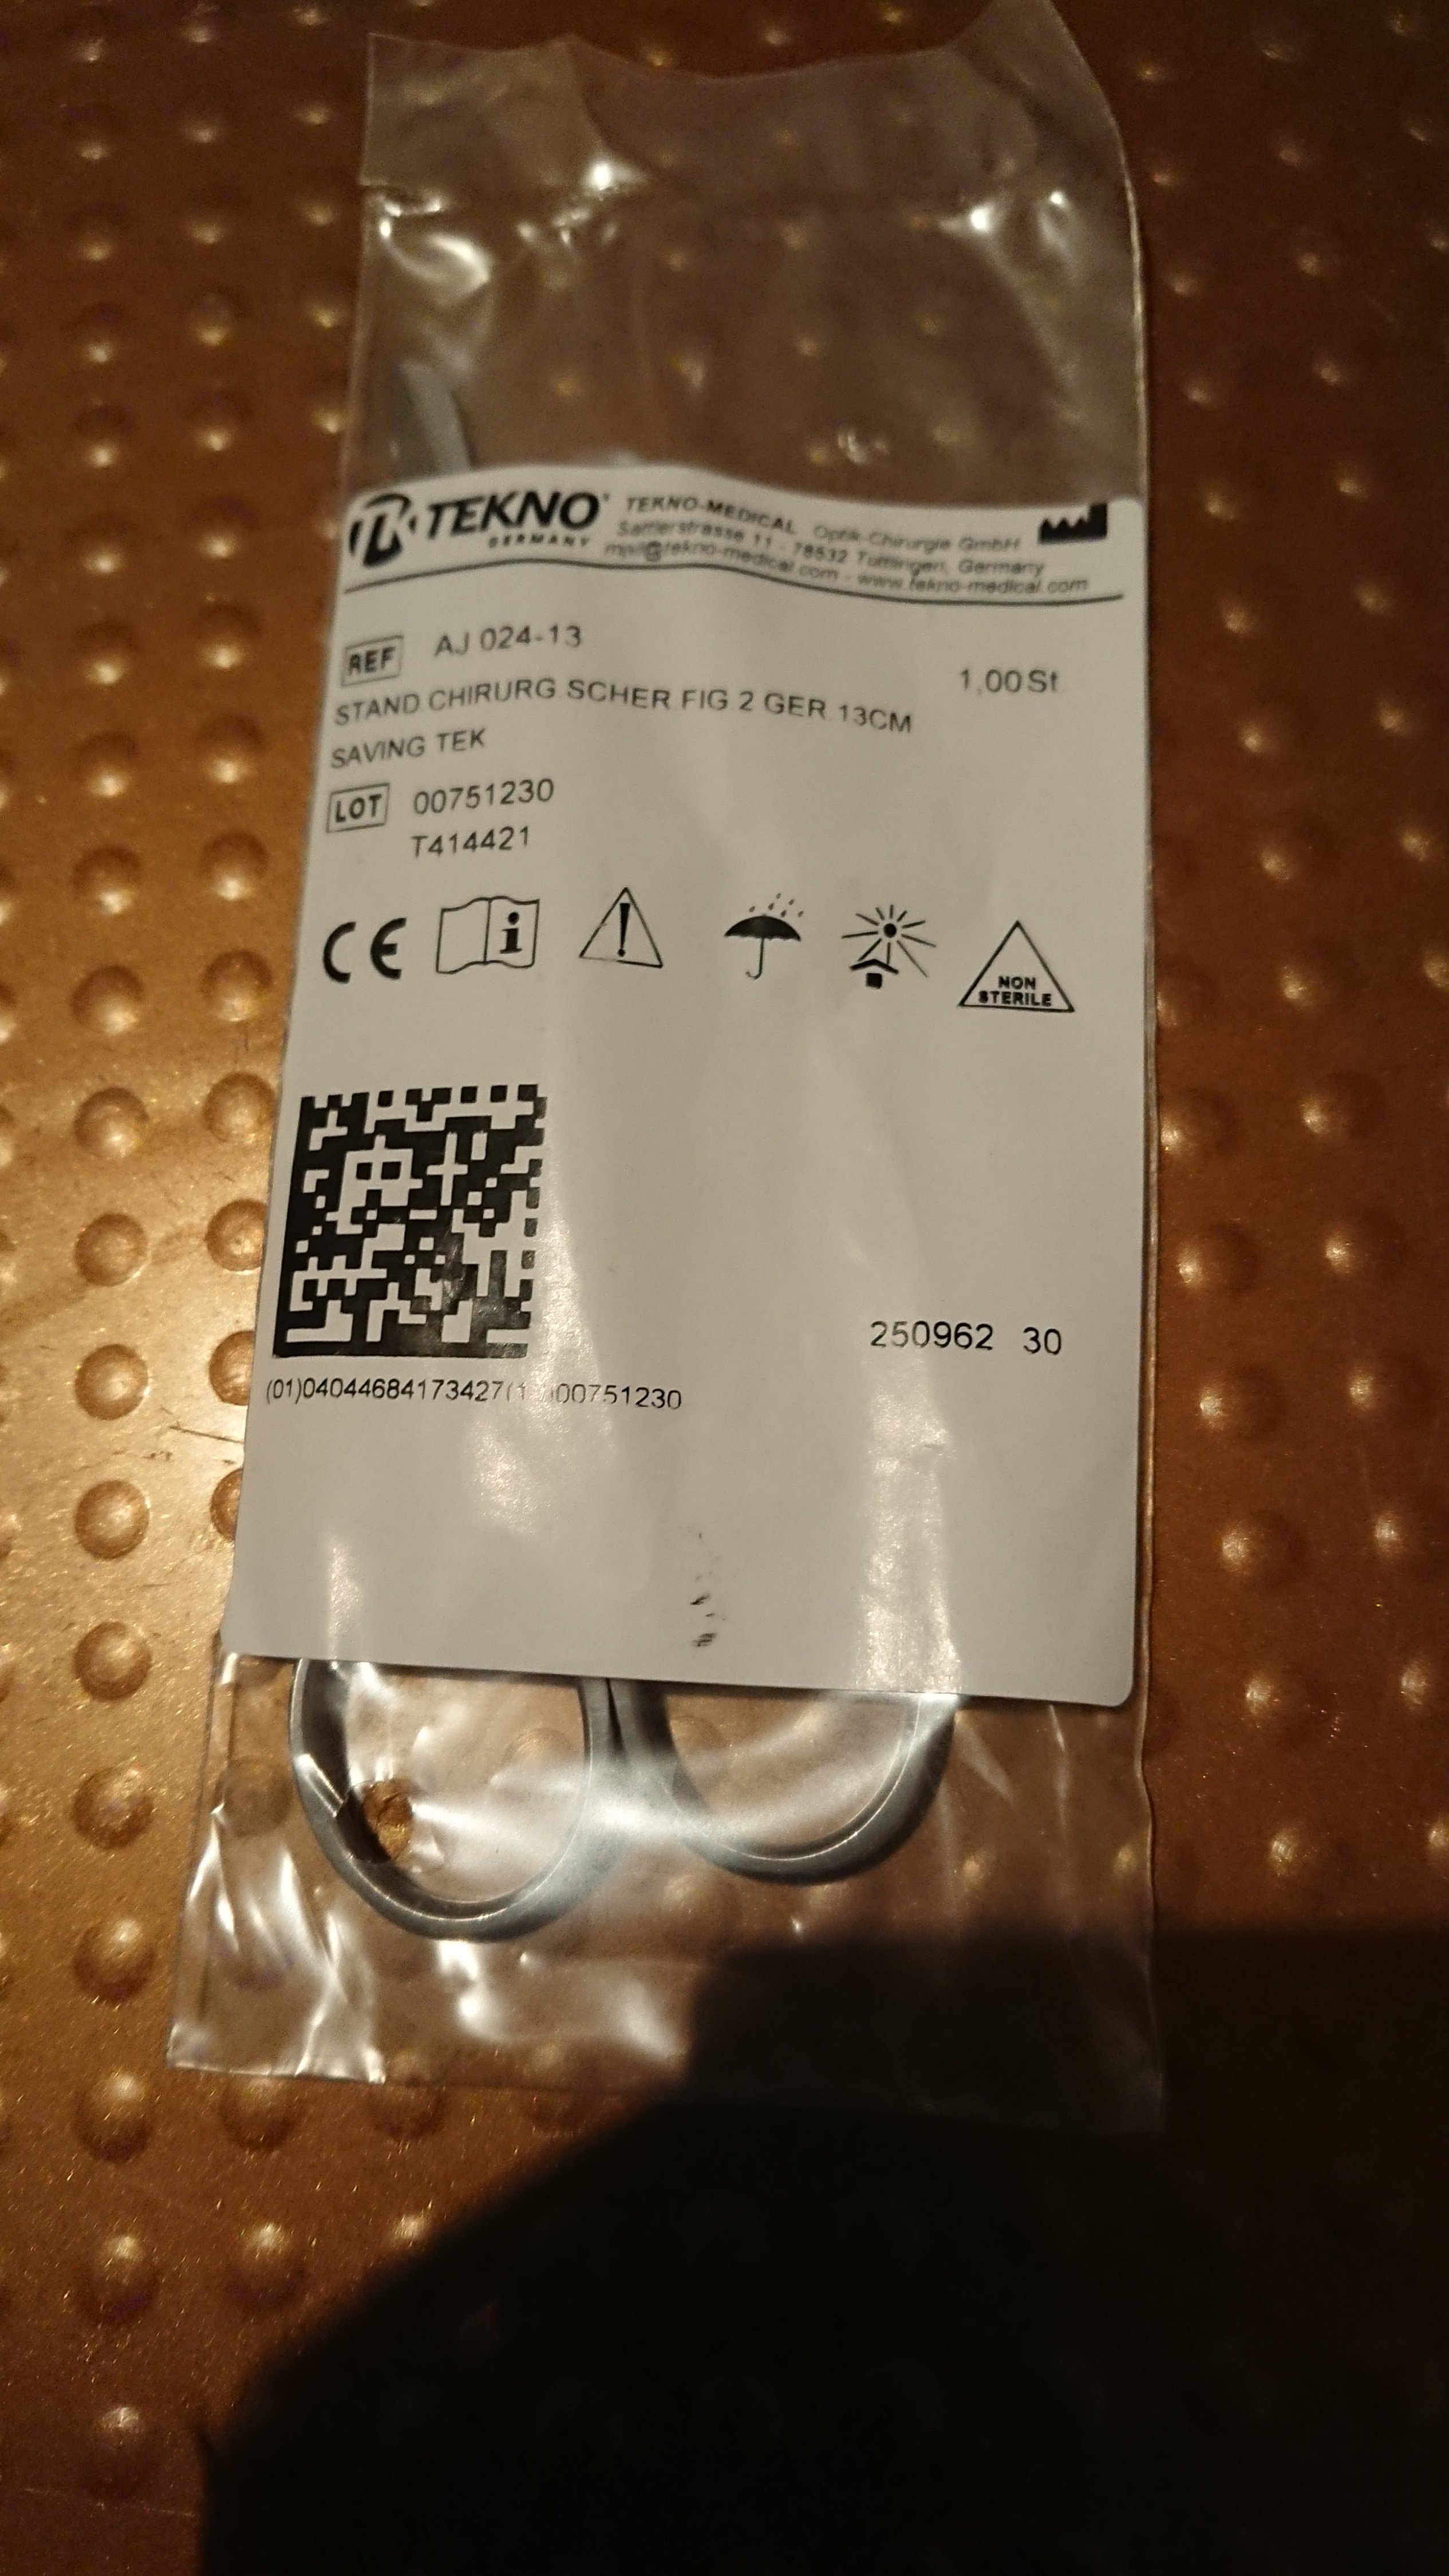 TEKNO
GERMANY
TEKNO-MEDICAL Optik-Chirurgie GmbH
Sattlerstrasse 11 - 78532 Tuttlingen, Germany
mail@tekno-medical.com - www.tekno-medical.com
REF AJ 024-13
1,00 St
STAND CHIRURG SCHER FIG 2 GER 13CM
SAVING TEK
LOT 00751230
T414421
CE
NON
STERILE
250962 30
(01)04044684173427(1 )00751230